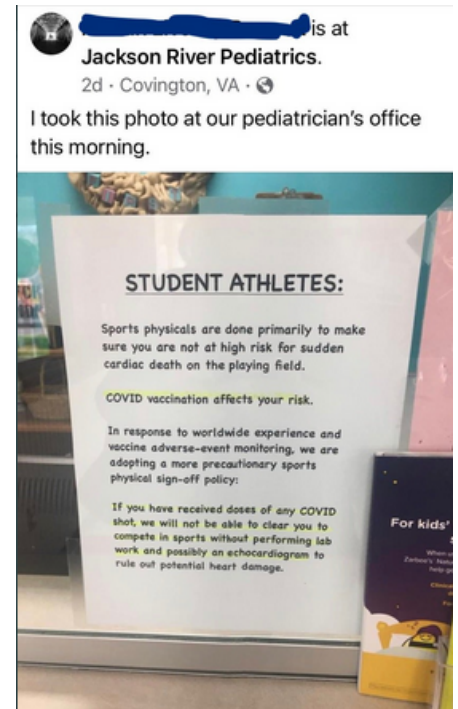 is at
Jackson River Pediatrics.
2d · Covington, VA ·
I took this photo at our pediatrician's office
this morning.
STUDENT ATHLETES:
Sports physicals are done primarily to make
sure you are not at high risk for sudden
cardiac death on the playing field.
COVID vaccination affects your risk.
In response to worldwide experience and
vaccine adverse-event monitoring, we are
adopting a more precautionary sports
physical sign-off policy:
If you have received doses of any COVID
shot, we will not be able to clear you to
compete in sports without performing lab
work and possibly an echocardiogram to
rule out potential heart damage.
For kids'